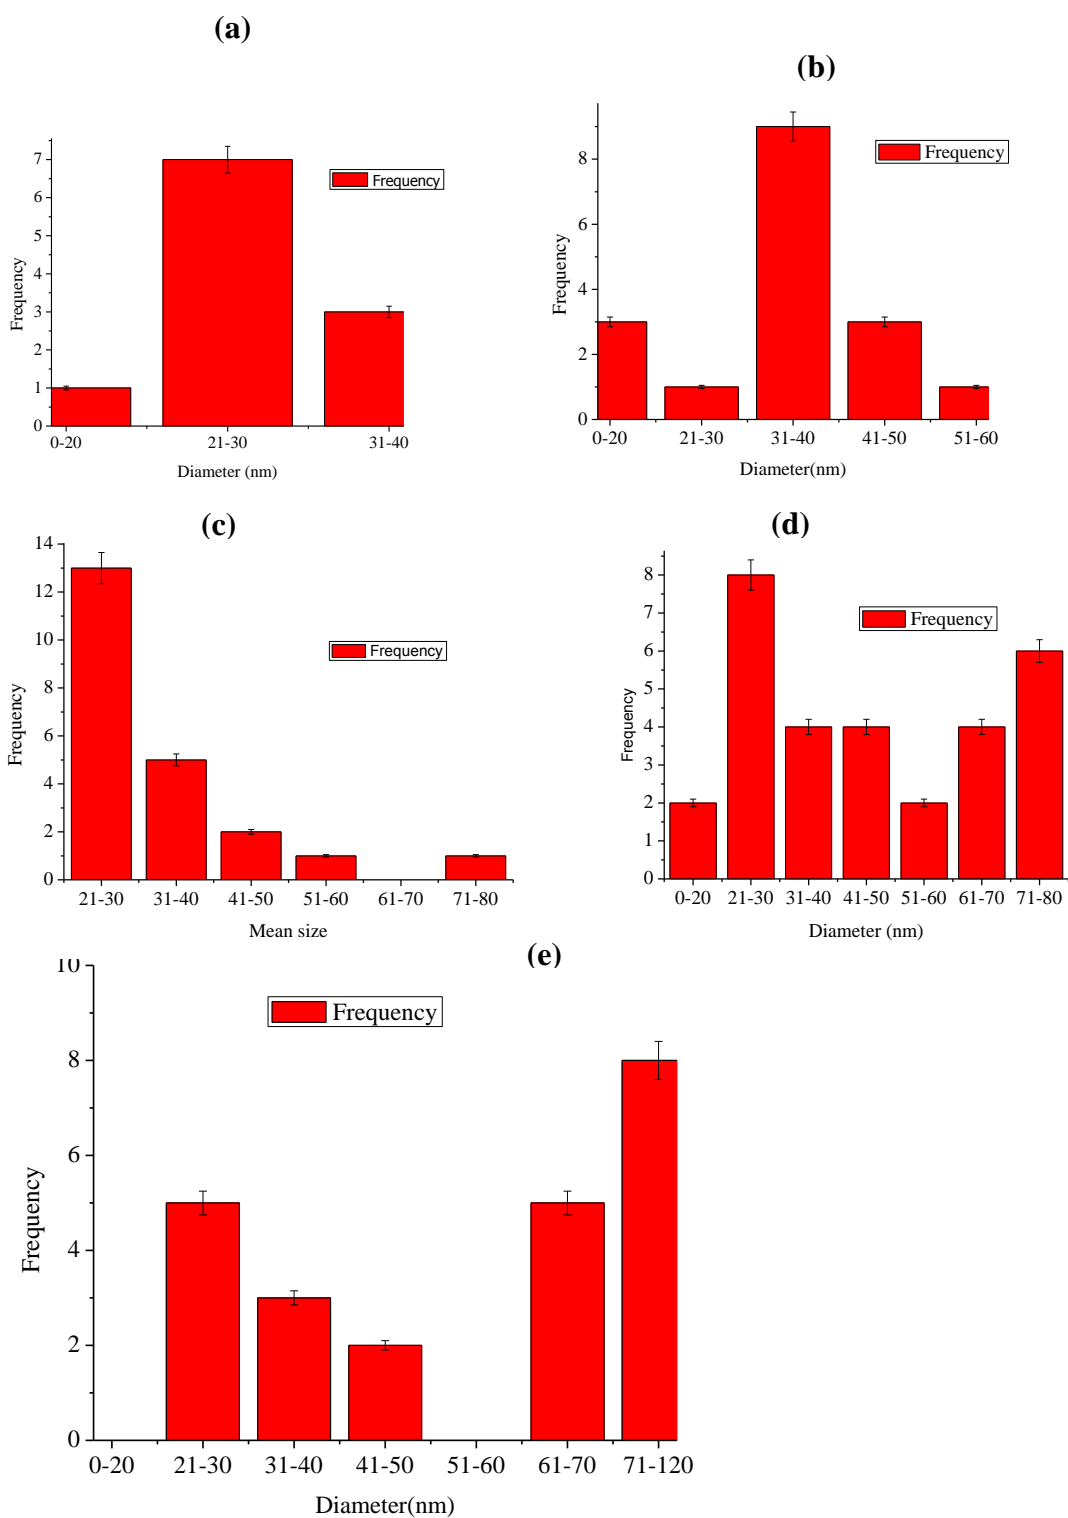 (a)
7
6
5
4
3
2
1
0
Frequency
Frequency
0-20 21-30 31-40
Diameter (nm)
(b)
8
6
4
2
0
Frequency
Frequency
0-20 21-30 31-40 41-50 51-60
Diameter(nm)
(c)
14
12
10
8
6
4
2
0
Frequency
Frequency
21-30 31-40 41-50 51-60 61-70 71-80
Mean size
(d)
8
7
6
5
4
3
2
1
0
Frequency
Frequency
0-20 21-30 31-40 41-50 51-60 61-70 71-80
Diameter (nm)
(e)
10
8
6
4
2
0
Frequency
Frequency
0-20 21-30 31-40 41-50 51-60 61-70 71-120
Diameter(nm)